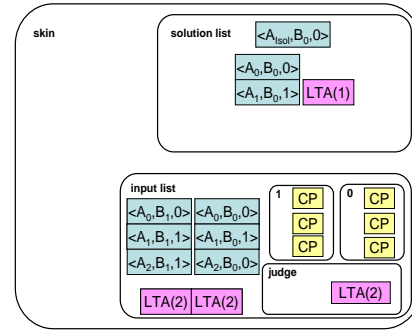 skin
solution list
<A_lsol,B_0,0>
<A_0,B_0,0>
<A_1,B_0,1> LTA(1)
input list
<A_0,B_1,0> <A_0,B_0,0>
<A_1,B_1,1> <A_1,B_0,1>
<A_2,B_1,1> <A_2,B_0,0>
LTA(2) LTA(2)
1
CP
CP
CP
0
CP
CP
CP
judge
LTA(2)